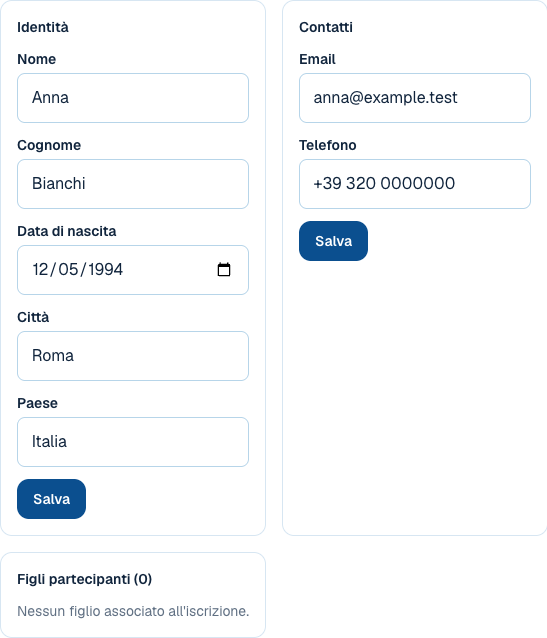 Identità
Nome
Anna
Cognome
Bianchi
Data di nascita
12/05/1994
Città
Roma
Paese
Italia
Salva
Contatti
Email
anna@example.test
Telefono
+39 320 0000000
Salva
Figli partecipanti (0)
Nessun figlio associato all'iscrizione.